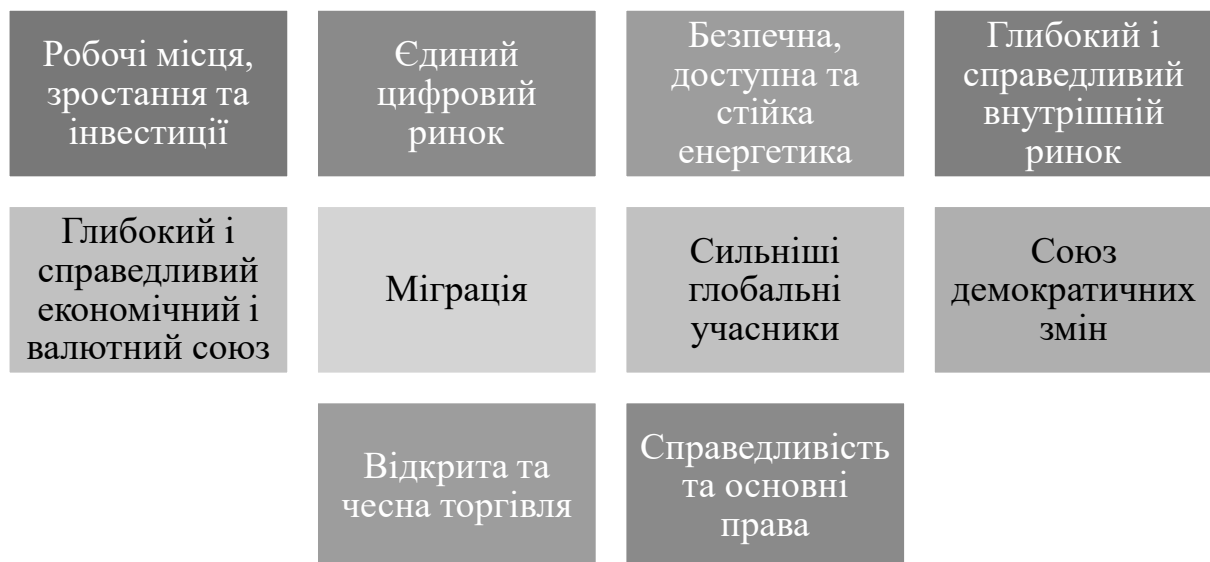 Робочі місця,
зростання та
інвестиції
Єдиний
цифровий
ринок
Безпечна,
доступна та
стійка
енергетика
Глибокий і
справедливий
внутрішній
ринок
Глибокий і
справедливий
економічний і
валютний союз
Міграція
Сильніші
глобальні
учасники
Союз
демократичних
змін
Відкрита та
чесна торгівля
Справедливість
та основні
права